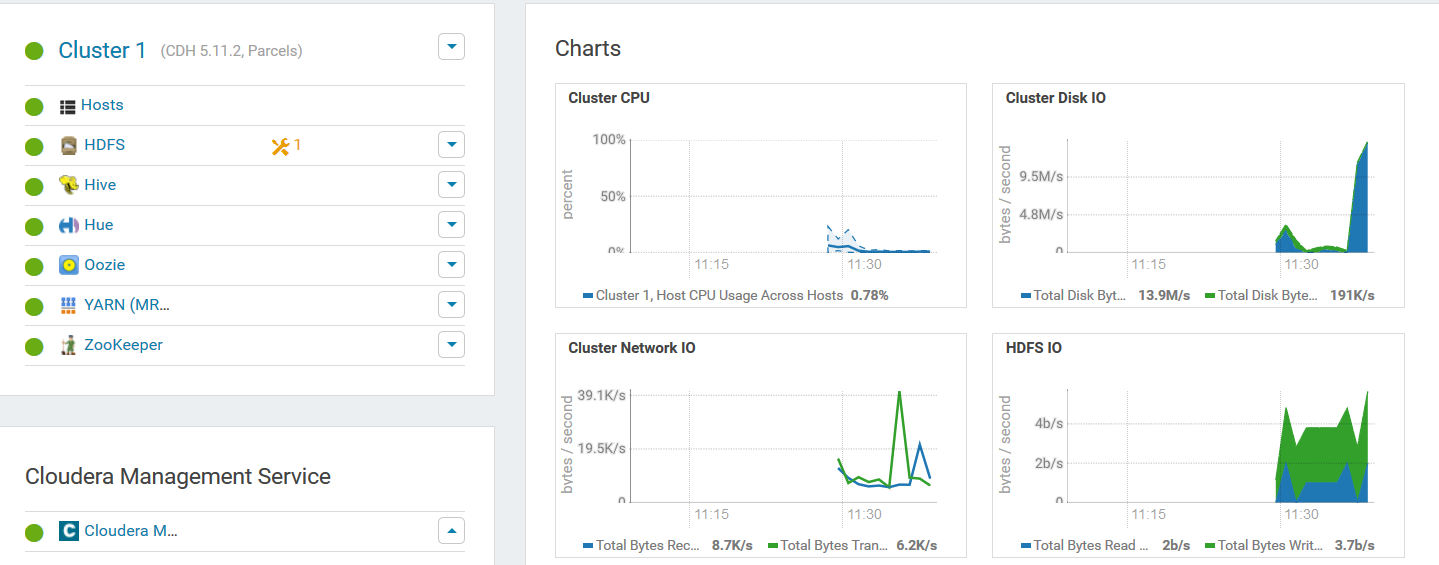 Cluster 1 (CDH 5.11.2, Parcels)
Hosts
HDFS 1
Hive
Hue
Oozie
YARN (MR...
ZooKeeper
Cloudera Management Service
C Cloudera M...
Charts
Cluster CPU
percent
100%
50%
0%
11:15 11:30
Cluster 1, Host CPU Usage Across Hosts 0.78%
Cluster Disk IO
bytes / second
9.5M/s
4.8M/s
0
11:15 11:30
Total Disk Byt... 13.9M/s Total Disk Byte... 191K/s
Cluster Network IO
bytes / second
39.1K/s
19.5K/s
0
11:15 11:30
Total Bytes Rec... 8.7K/s Total Bytes Tran... 6.2K/s
HDFS IO
bytes / second
4b/s
2b/s
0
11:15 11:30
Total Bytes Read ... 2b/s Total Bytes Writ... 3.7b/s